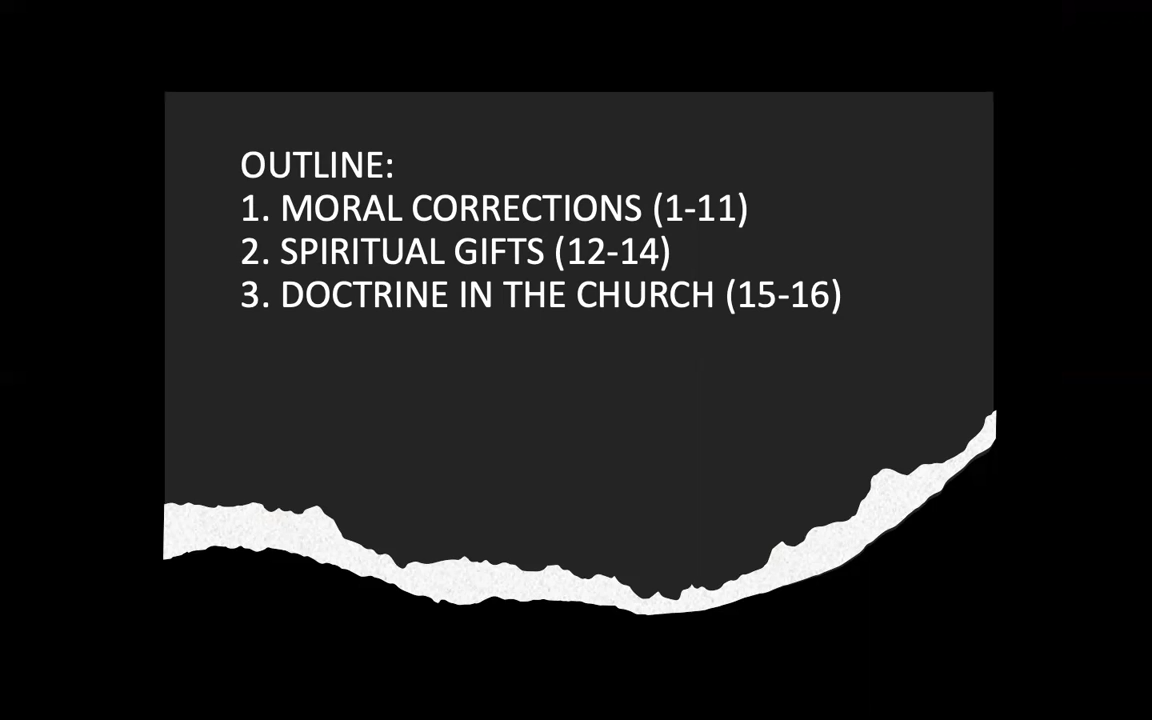 OUTLINE:
1. MORAL CORRECTIONS (1-11)
2. SPIRITUAL GIFTS (12-14)
3. DOCTRINE IN THE CHURCH (15-16)